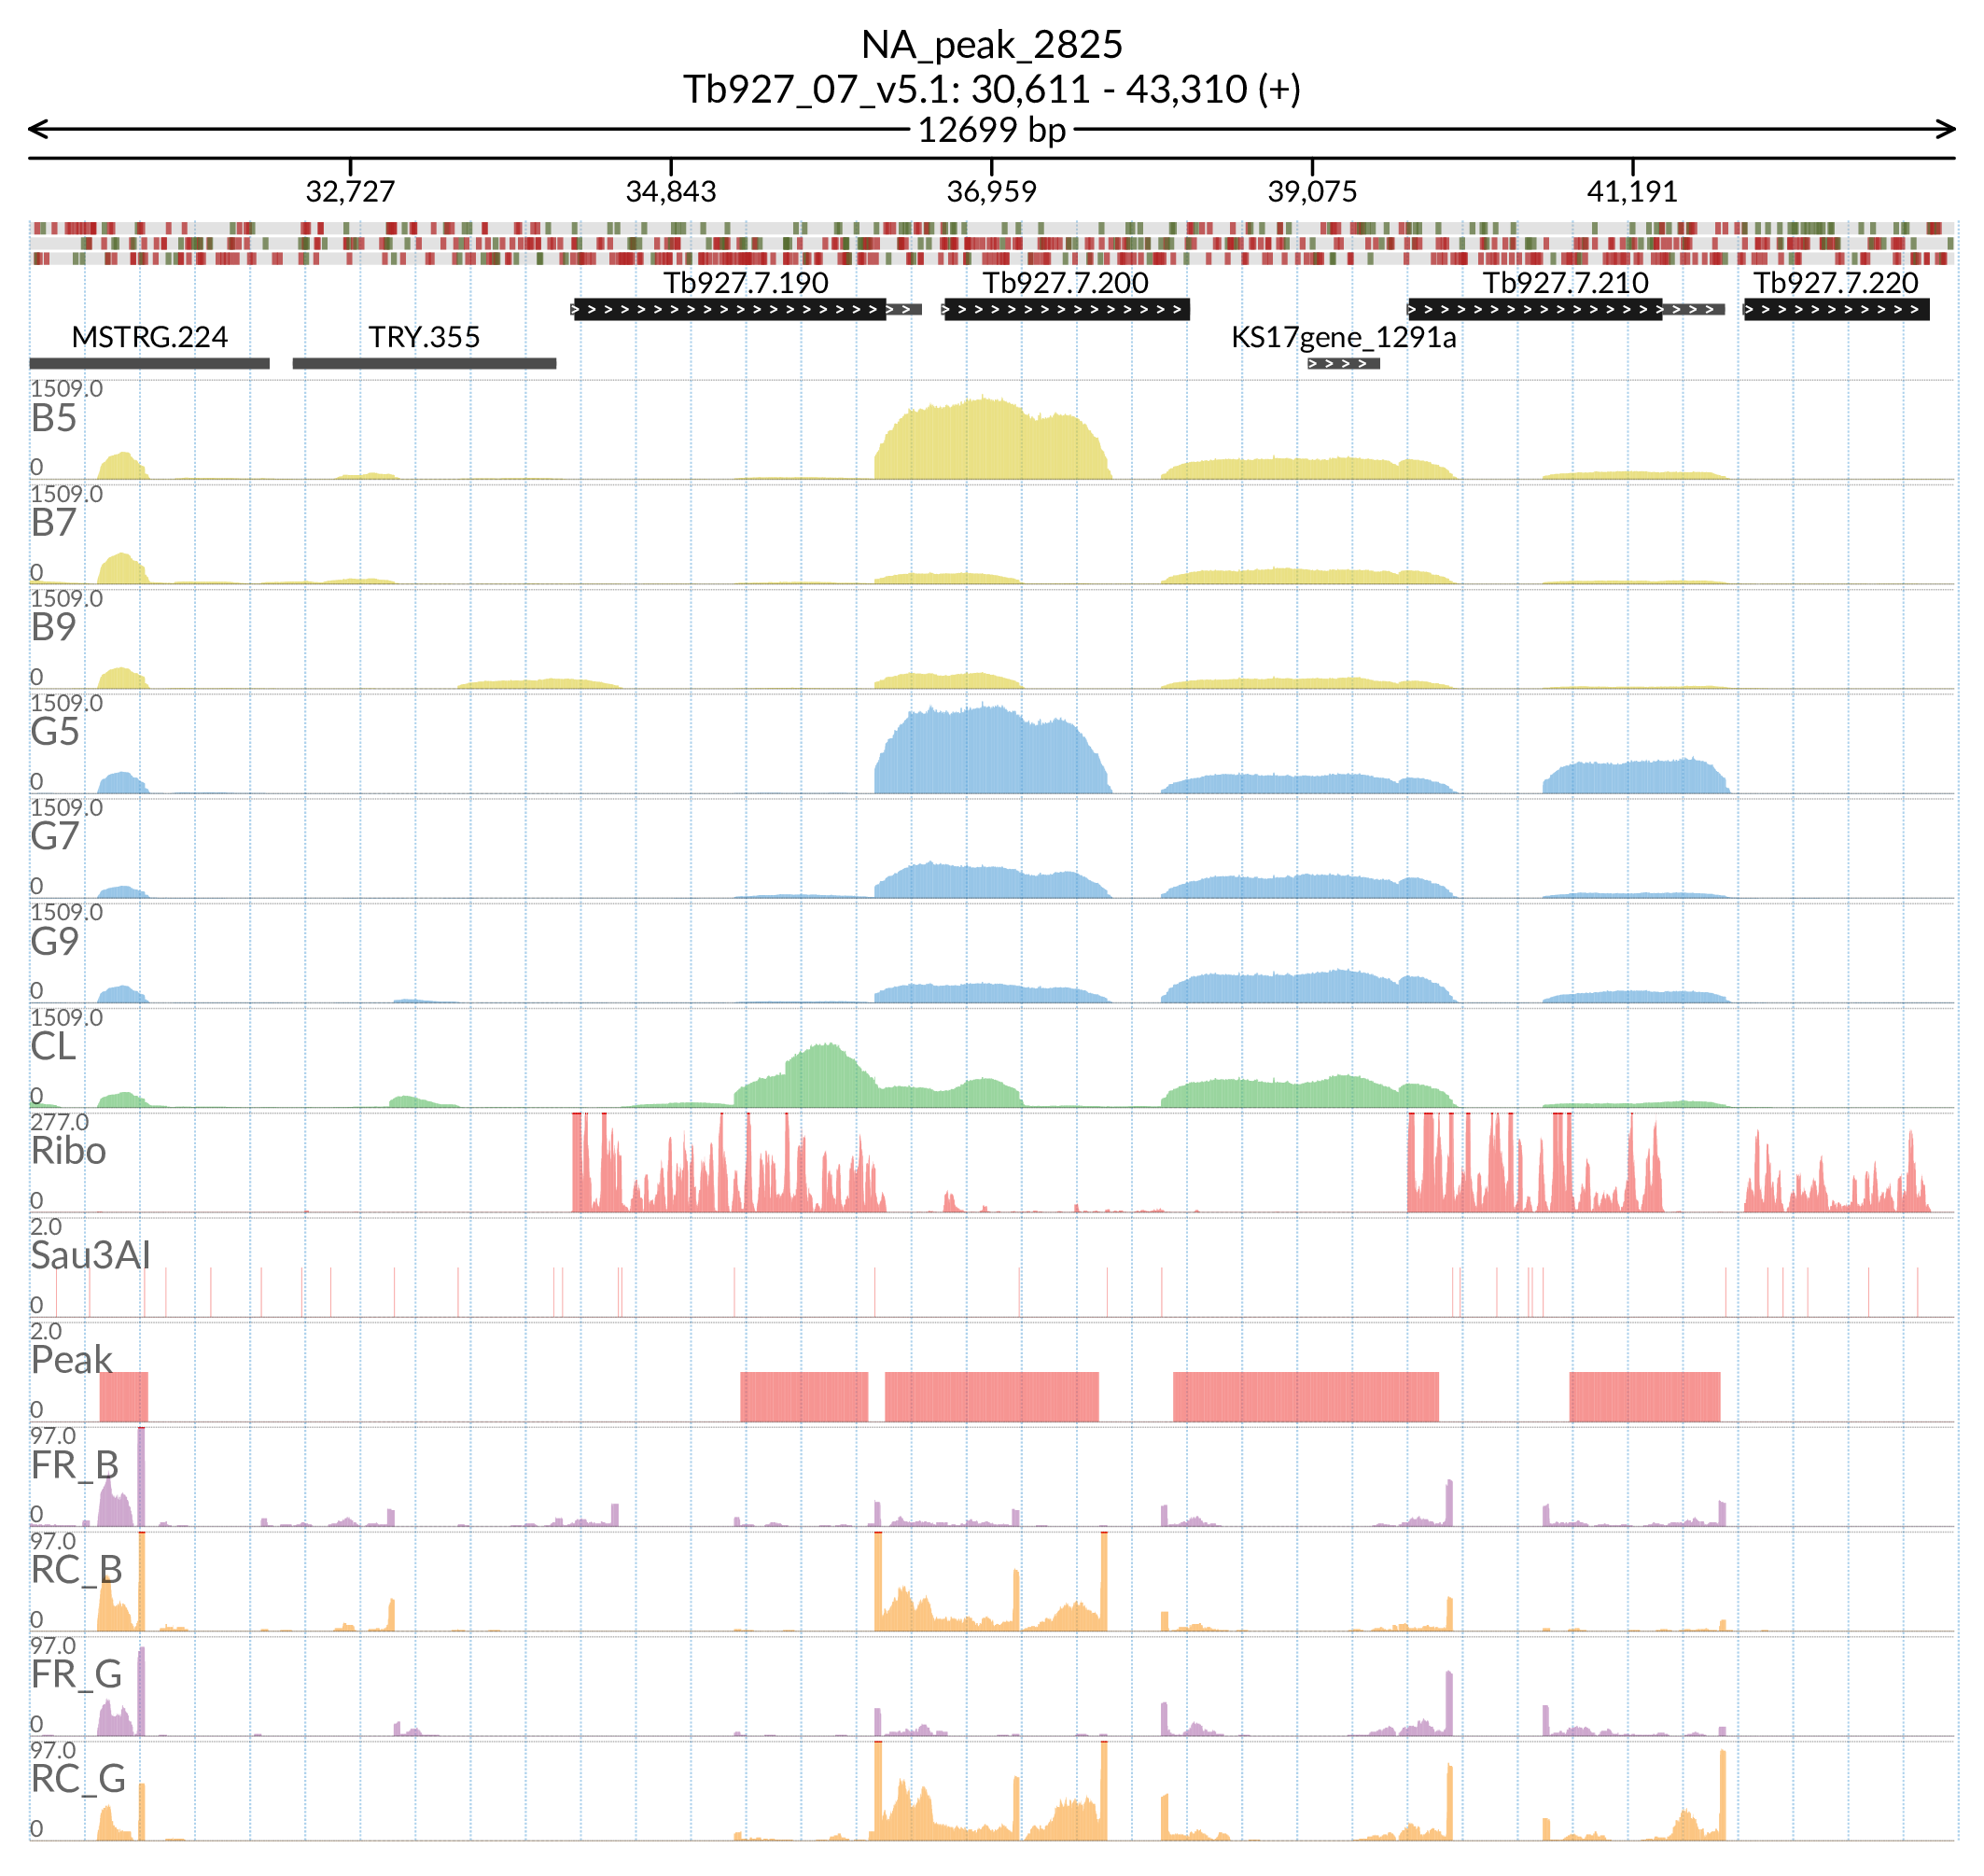 NA_peak_2825
Tb927_07_v5.1: 30,611 - 43,310 (+)
12699 bp
32,727 34,843 36,959 39,075 41,191
Tb927.7.190 Tb927.7.200 Tb927.7.210 Tb927.7.220
MSTRG.224 TRY.355 KS17gene_1291a
1509.0
B5
0
1509.0
B7
0
1509.0
B9
0
1509.0
G5
0
1509.0
G7
0
1509.0
G9
0
1509.0
CL
0
277.0
Ribo
0
2.0
Sau3AI
0
2.0
Peak
0
97.0
FR_B
0
97.0
RC_B
0
97.0
FR_G
0
97.0
RC_G
0